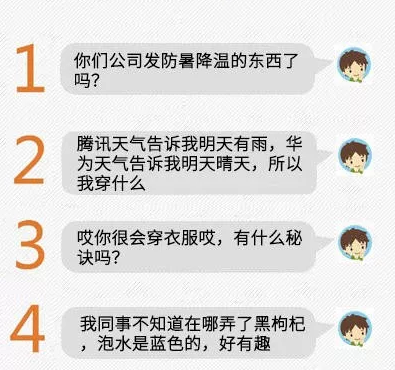 1
你们公司发防暑降温的东西了
吗？
2
腾讯天气告诉我明天有雨，华
为天气告诉我明天晴天，所以
我穿什么
3
哎你很会穿衣服哎，有什么秘
诀吗？
4
我同事不知道在哪弄了黑枸杞
，泡水是蓝色的，好有趣